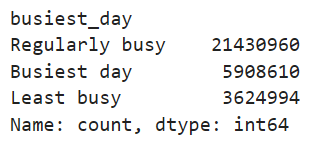 busiest_day
Regularly busy    21430960
Busiest day        5908610
Least busy         3624994
Name: count, dtype: int64